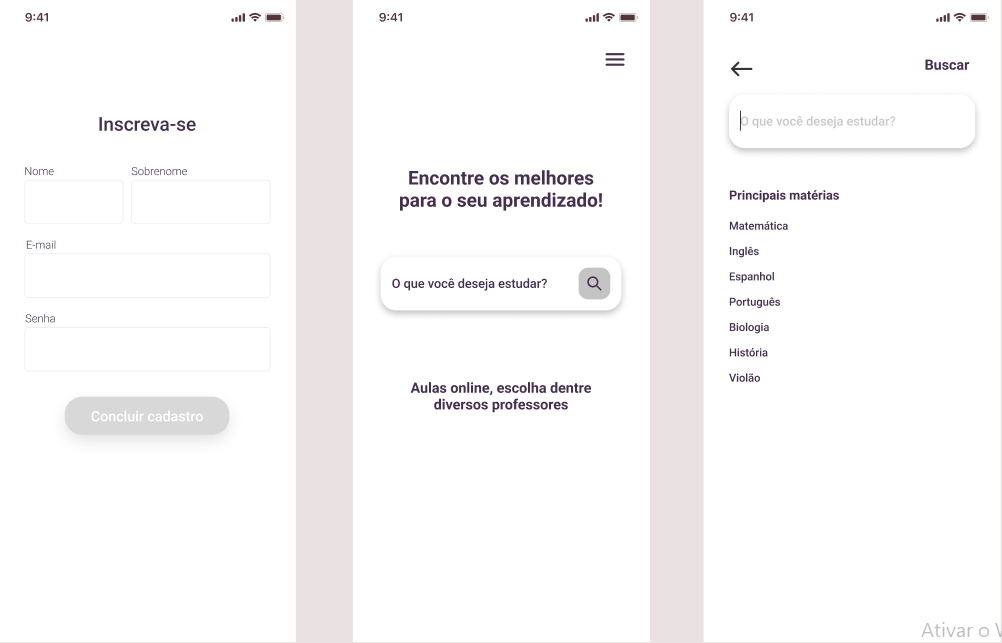 9:41
Inscreva-se
Nome
Sobrenome
E-mail
Senha
Concluir cadastro
9:41
Encontre os melhores
para o seu aprendizado!
O que você deseja estudar?
Aulas online, escolha dentre
diversos professores
9:41
Buscar
O que você deseja estudar?
Principais matérias
Matemática
Inglês
Espanhol
Português
Biologia
História
Violão
Ativar o